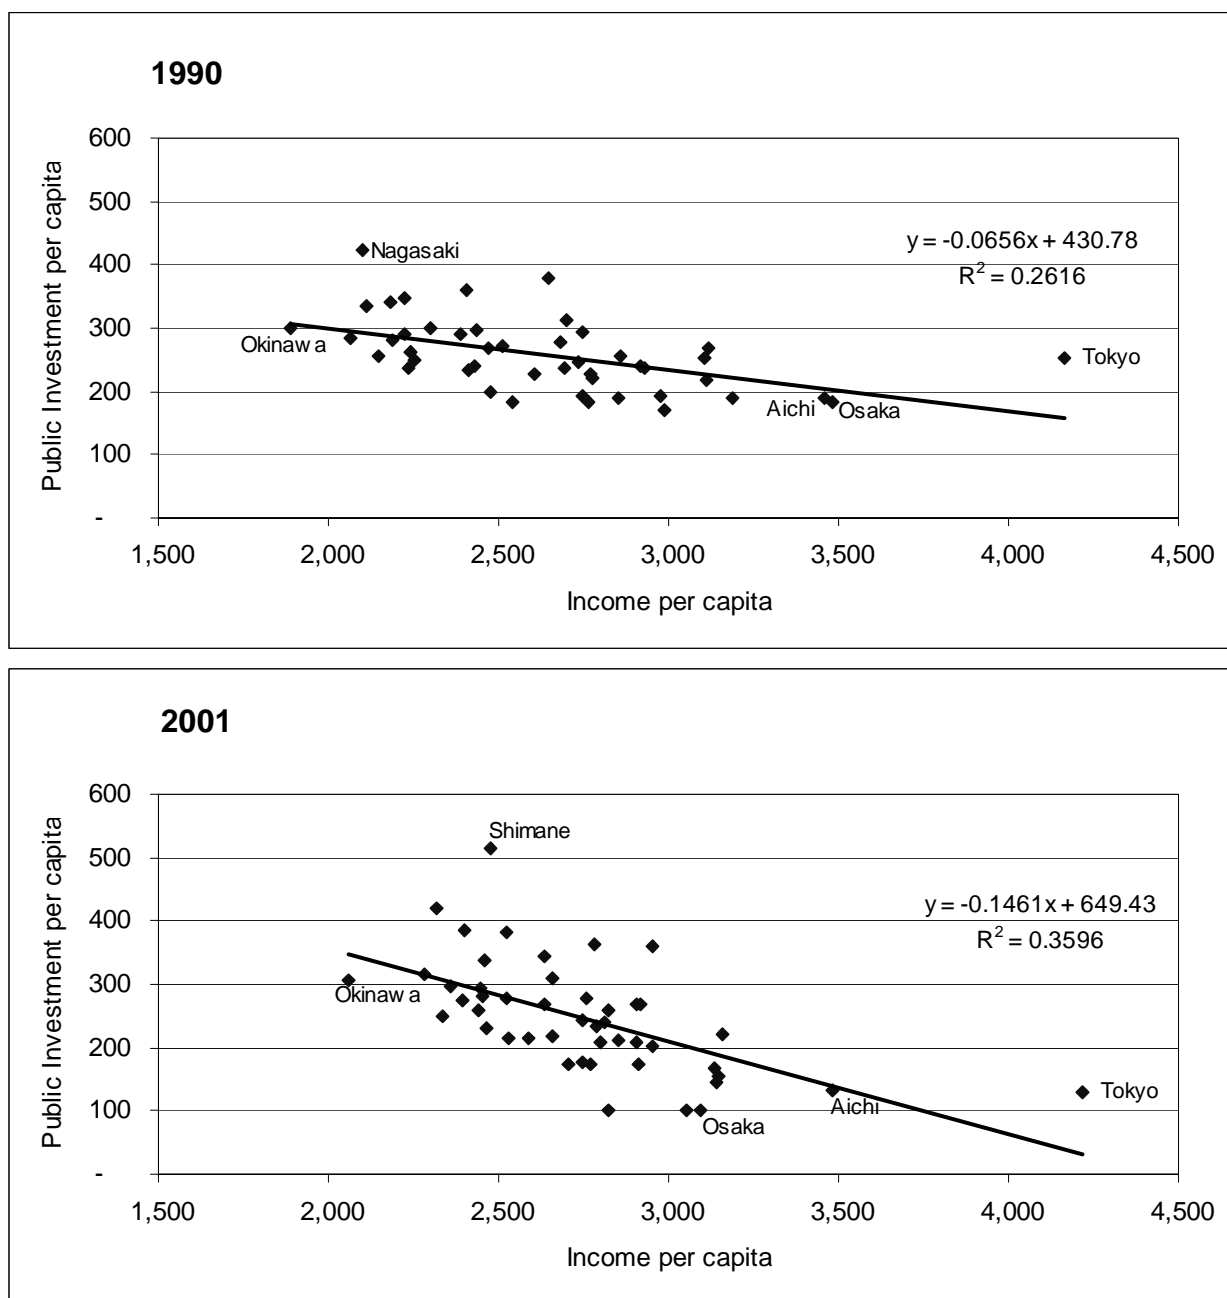 1990
Public Investment per capita
600
500
400
300
200
100
-
Nagasaki
Okinawa
Aichi
Osaka
Tokyo
y = -0.0656x + 430.78
R² = 0.2616
1,500 2,000 2,500 3,000 3,500 4,000 4,500
Income per capita
2001
Public Investment per capita
600
500
400
300
200
100
-
Shimane
Okinawa
Osaka
Aichi
Tokyo
y = -0.1461x + 649.43
R² = 0.3596
1,500 2,000 2,500 3,000 3,500 4,000 4,500
Income per capita